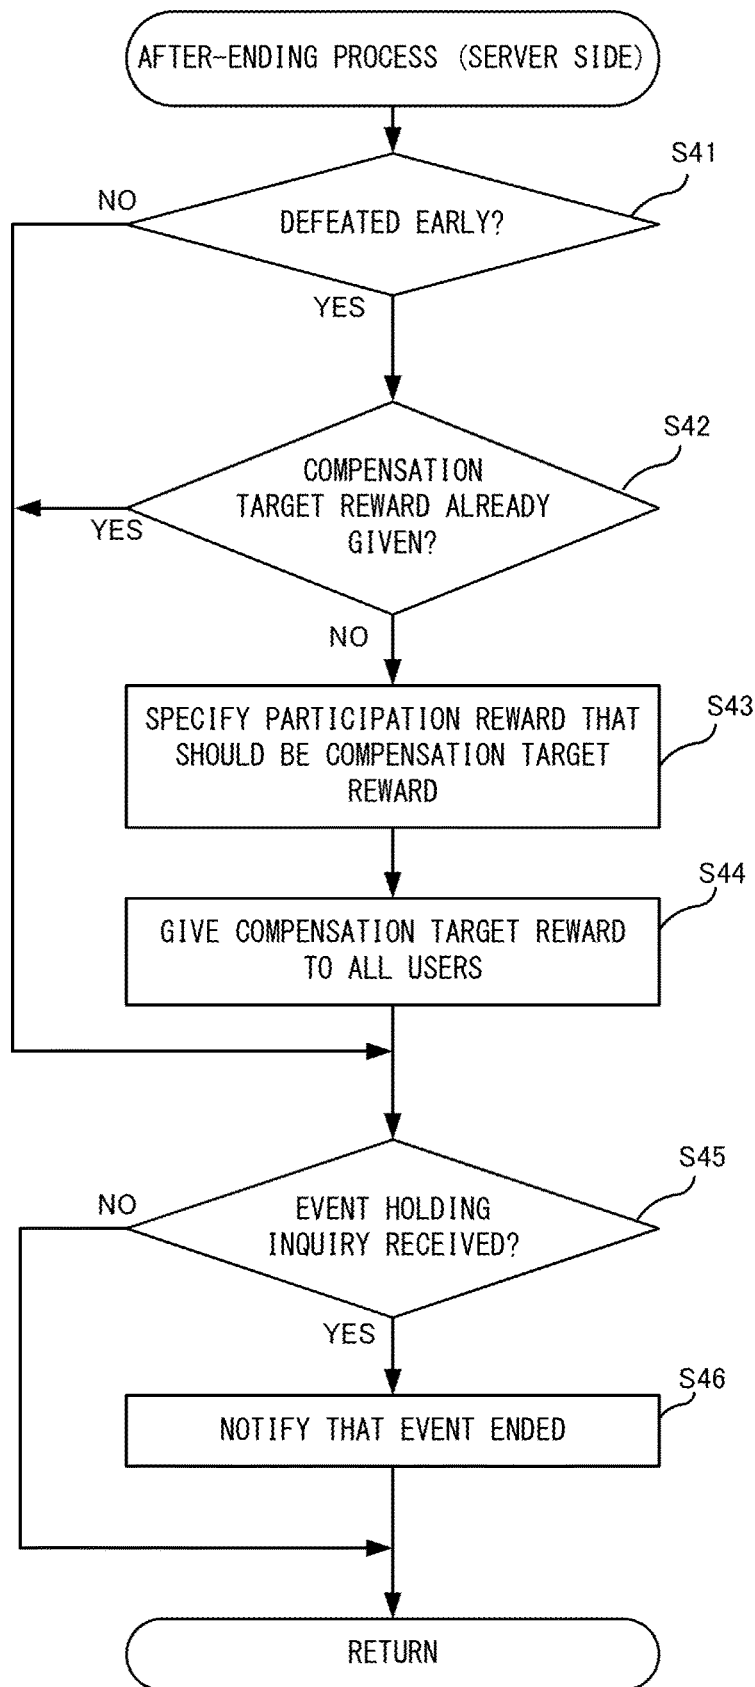 AFTER-ENDING PROCESS (SERVER SIDE)
S41
NO
DEFEATED EARLY?
YES
S42
COMPENSATION
TARGET REWARD ALREADY
GIVEN?
YES
NO
S43
SPECIFY PARTICIPATION REWARD THAT
SHOULD BE COMPENSATION TARGET
REWARD
S44
GIVE COMPENSATION TARGET REWARD
TO ALL USERS
S45
NO
EVENT HOLDING
INQUIRY RECEIVED?
YES
S46
NOTIFY THAT EVENT ENDED
RETURN